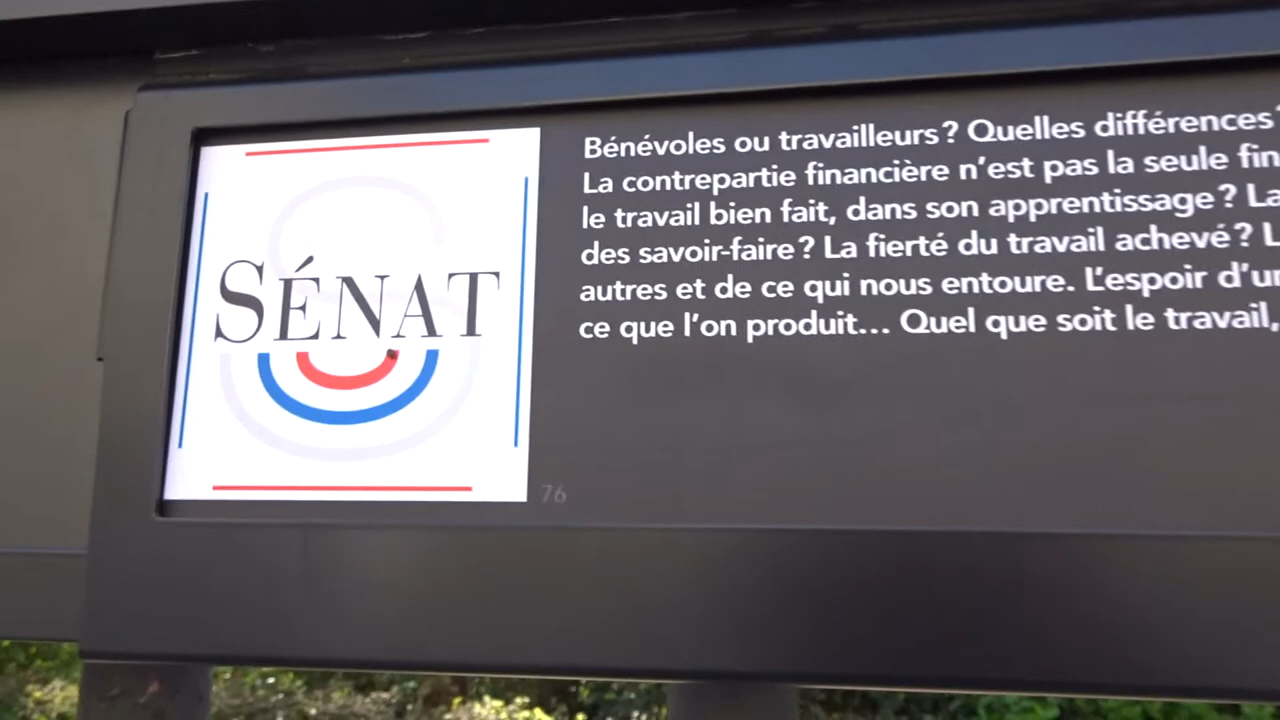 SÉNAT
Bénévoles ou travailleurs ? Quelles différences
La contrepartie financière n’est pas la seule fin
le travail bien fait, dans son apprentissage ? La
des savoir-faire ? La fierté du travail achevé ? L
autres et de ce qui nous entoure. L’espoir d’un
ce que l’on produit... Quel que soit le travail,
76